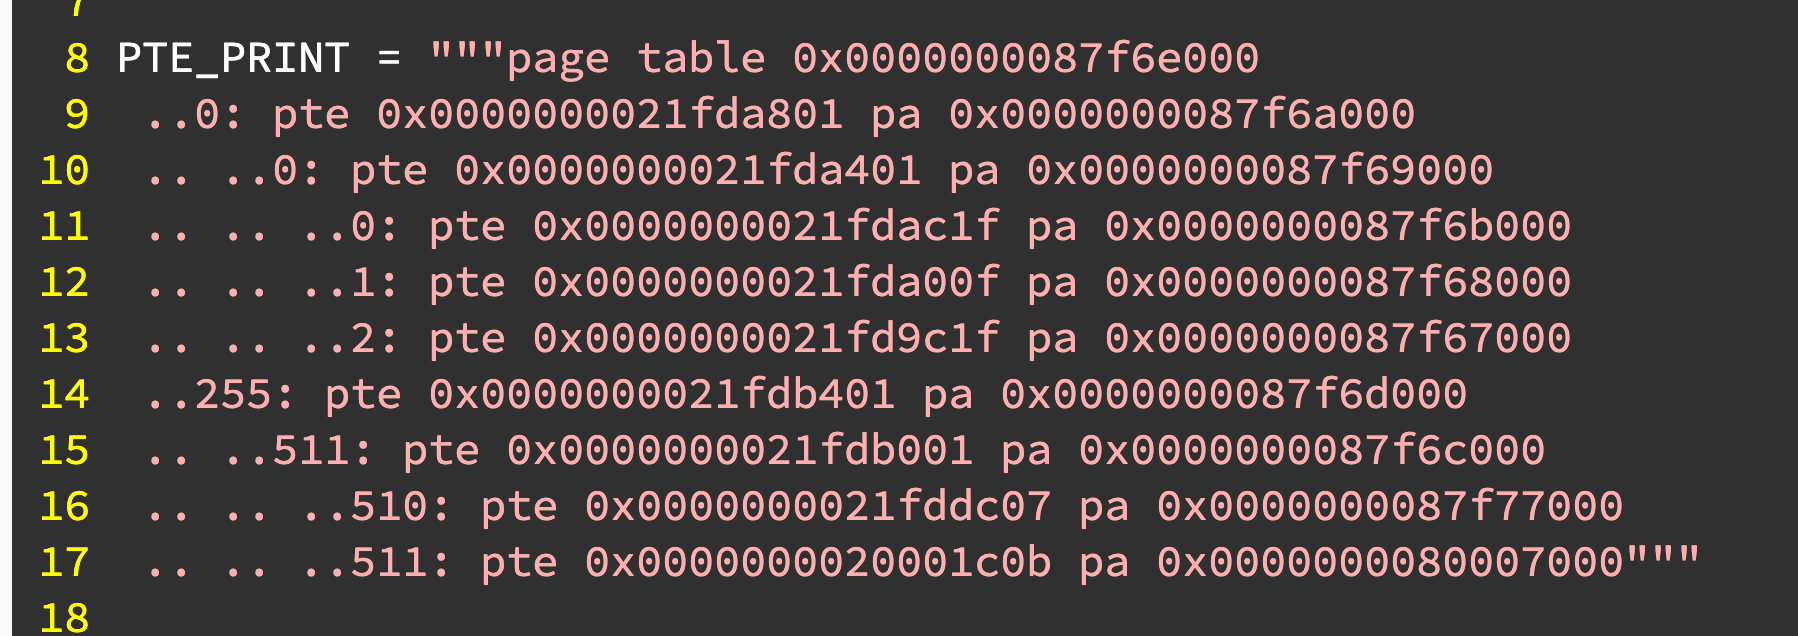 7
8 PTE_PRINT = """page table 0x0000000087f6e000
9 ..0: pte 0x0000000021fda801 pa 0x0000000087f6a000
10 .. ..0: pte 0x0000000021fda401 pa 0x0000000087f69000
11 .. .. ..0: pte 0x0000000021fdac1f pa 0x0000000087f6b000
12 .. .. ..1: pte 0x0000000021fda00f pa 0x0000000087f68000
13 .. .. ..2: pte 0x0000000021fd9c1f pa 0x0000000087f67000
14 ..255: pte 0x0000000021fdb401 pa 0x0000000087f6d000
15 .. ..511: pte 0x0000000021fdb001 pa 0x0000000087f6c000
16 .. .. ..510: pte 0x0000000021fddc07 pa 0x0000000087f77000
17 .. .. ..511: pte 0x0000000020001c0b pa 0x0000000080007000"""
18